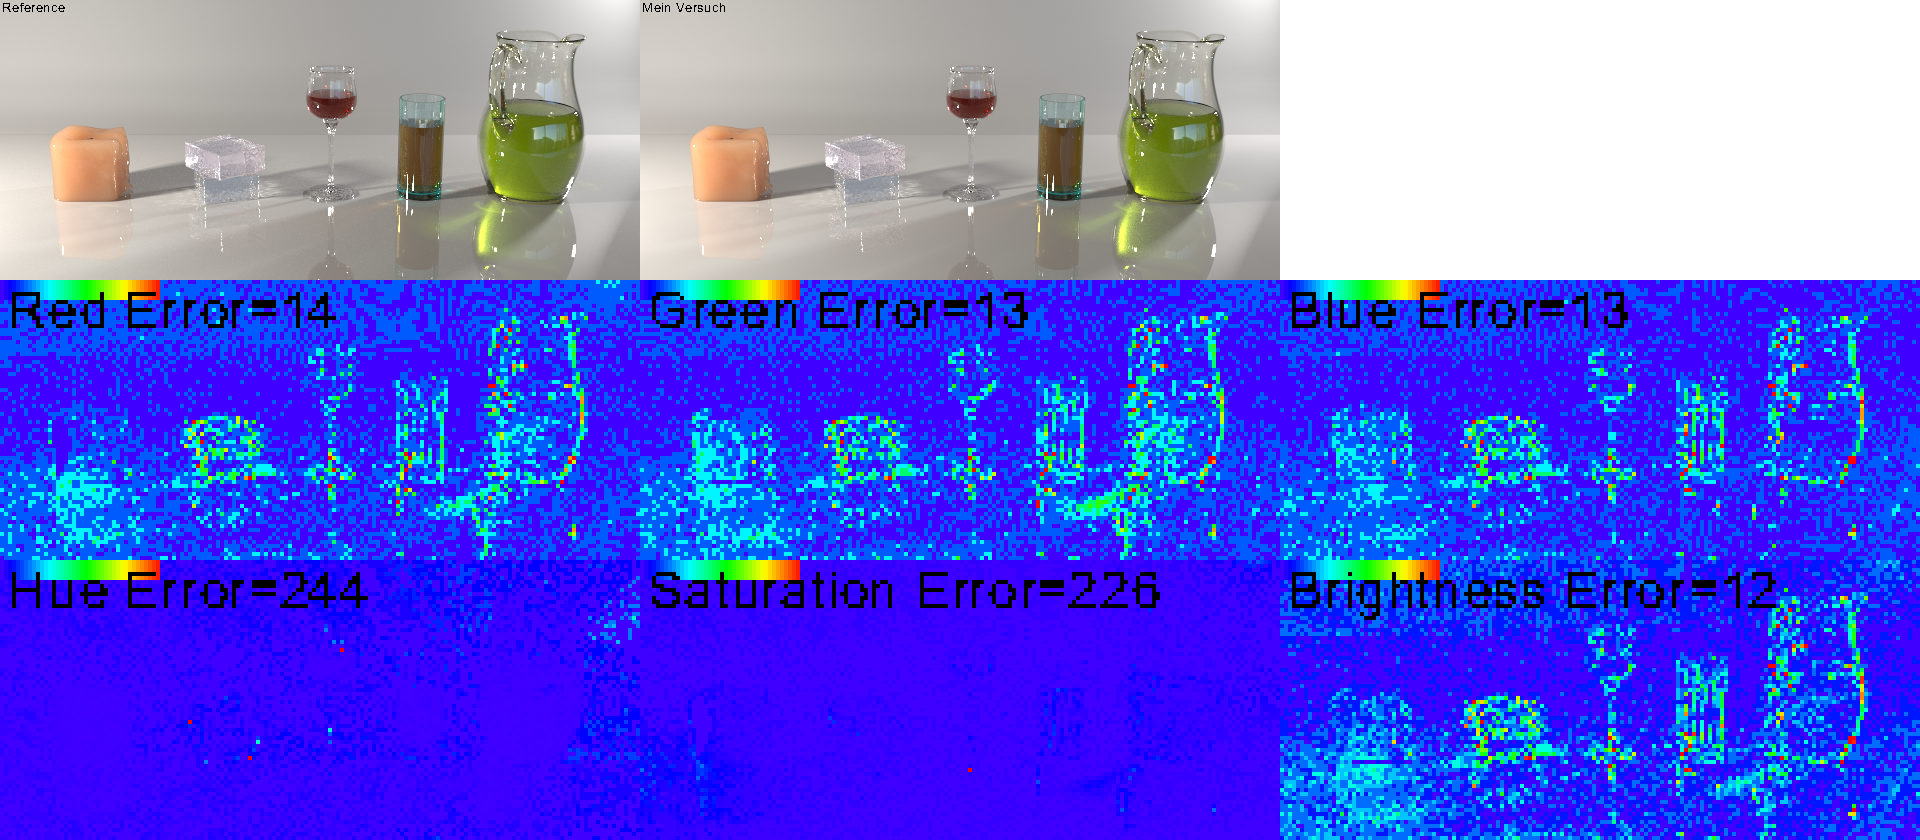 Reference
Mein Versuch
Red Error=14
Green Error=13
Blue Error=13
Hue Error=244
Saturation Error=226
Brightness Error=12